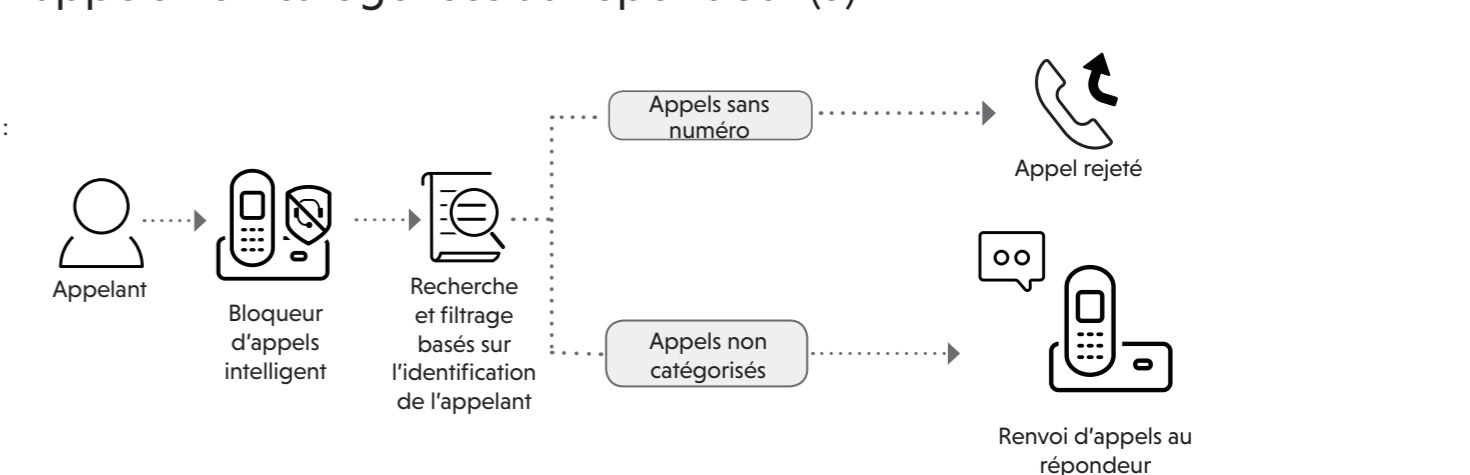 :
Appels sans
numéro
Appel rejeté
Appelant
Bloqueur
d'appels
intelligent
Recherche
et filtrage
basés sur
l'identification
de l'appelant
Appels non
catégorisés
Renvoi d'appels au
répondeur